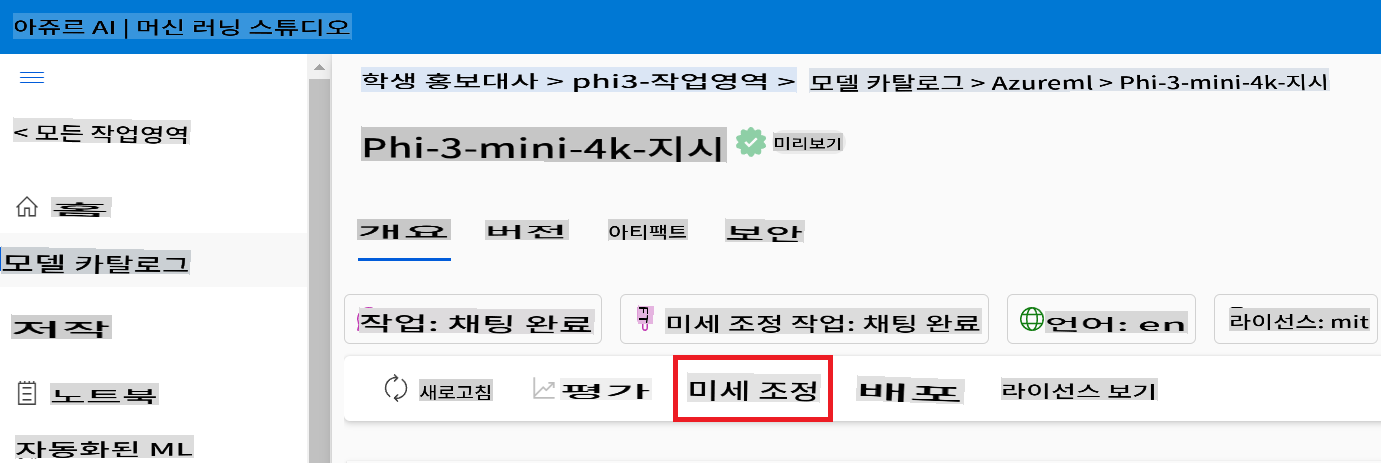 아쥬르 AI | 머신 러닝 스튜디오
학생 홍보대사 > phi3-작업영역 > 모델 카탈로그 > Azureml > Phi-3-mini-4k-지시
< 모든 작업영역
Phi-3-mini-4k-지시 미리보기
홈
개요 버전 아티팩트 보안
모델 카탈로그
저작
작업: 채팅 완료 FT 미세 조정 작업: 채팅 완료 언어: en 라이선스: mit
노트북
새로고침 평가 미세 조정 배포 라이선스 보기
자동화된 ML